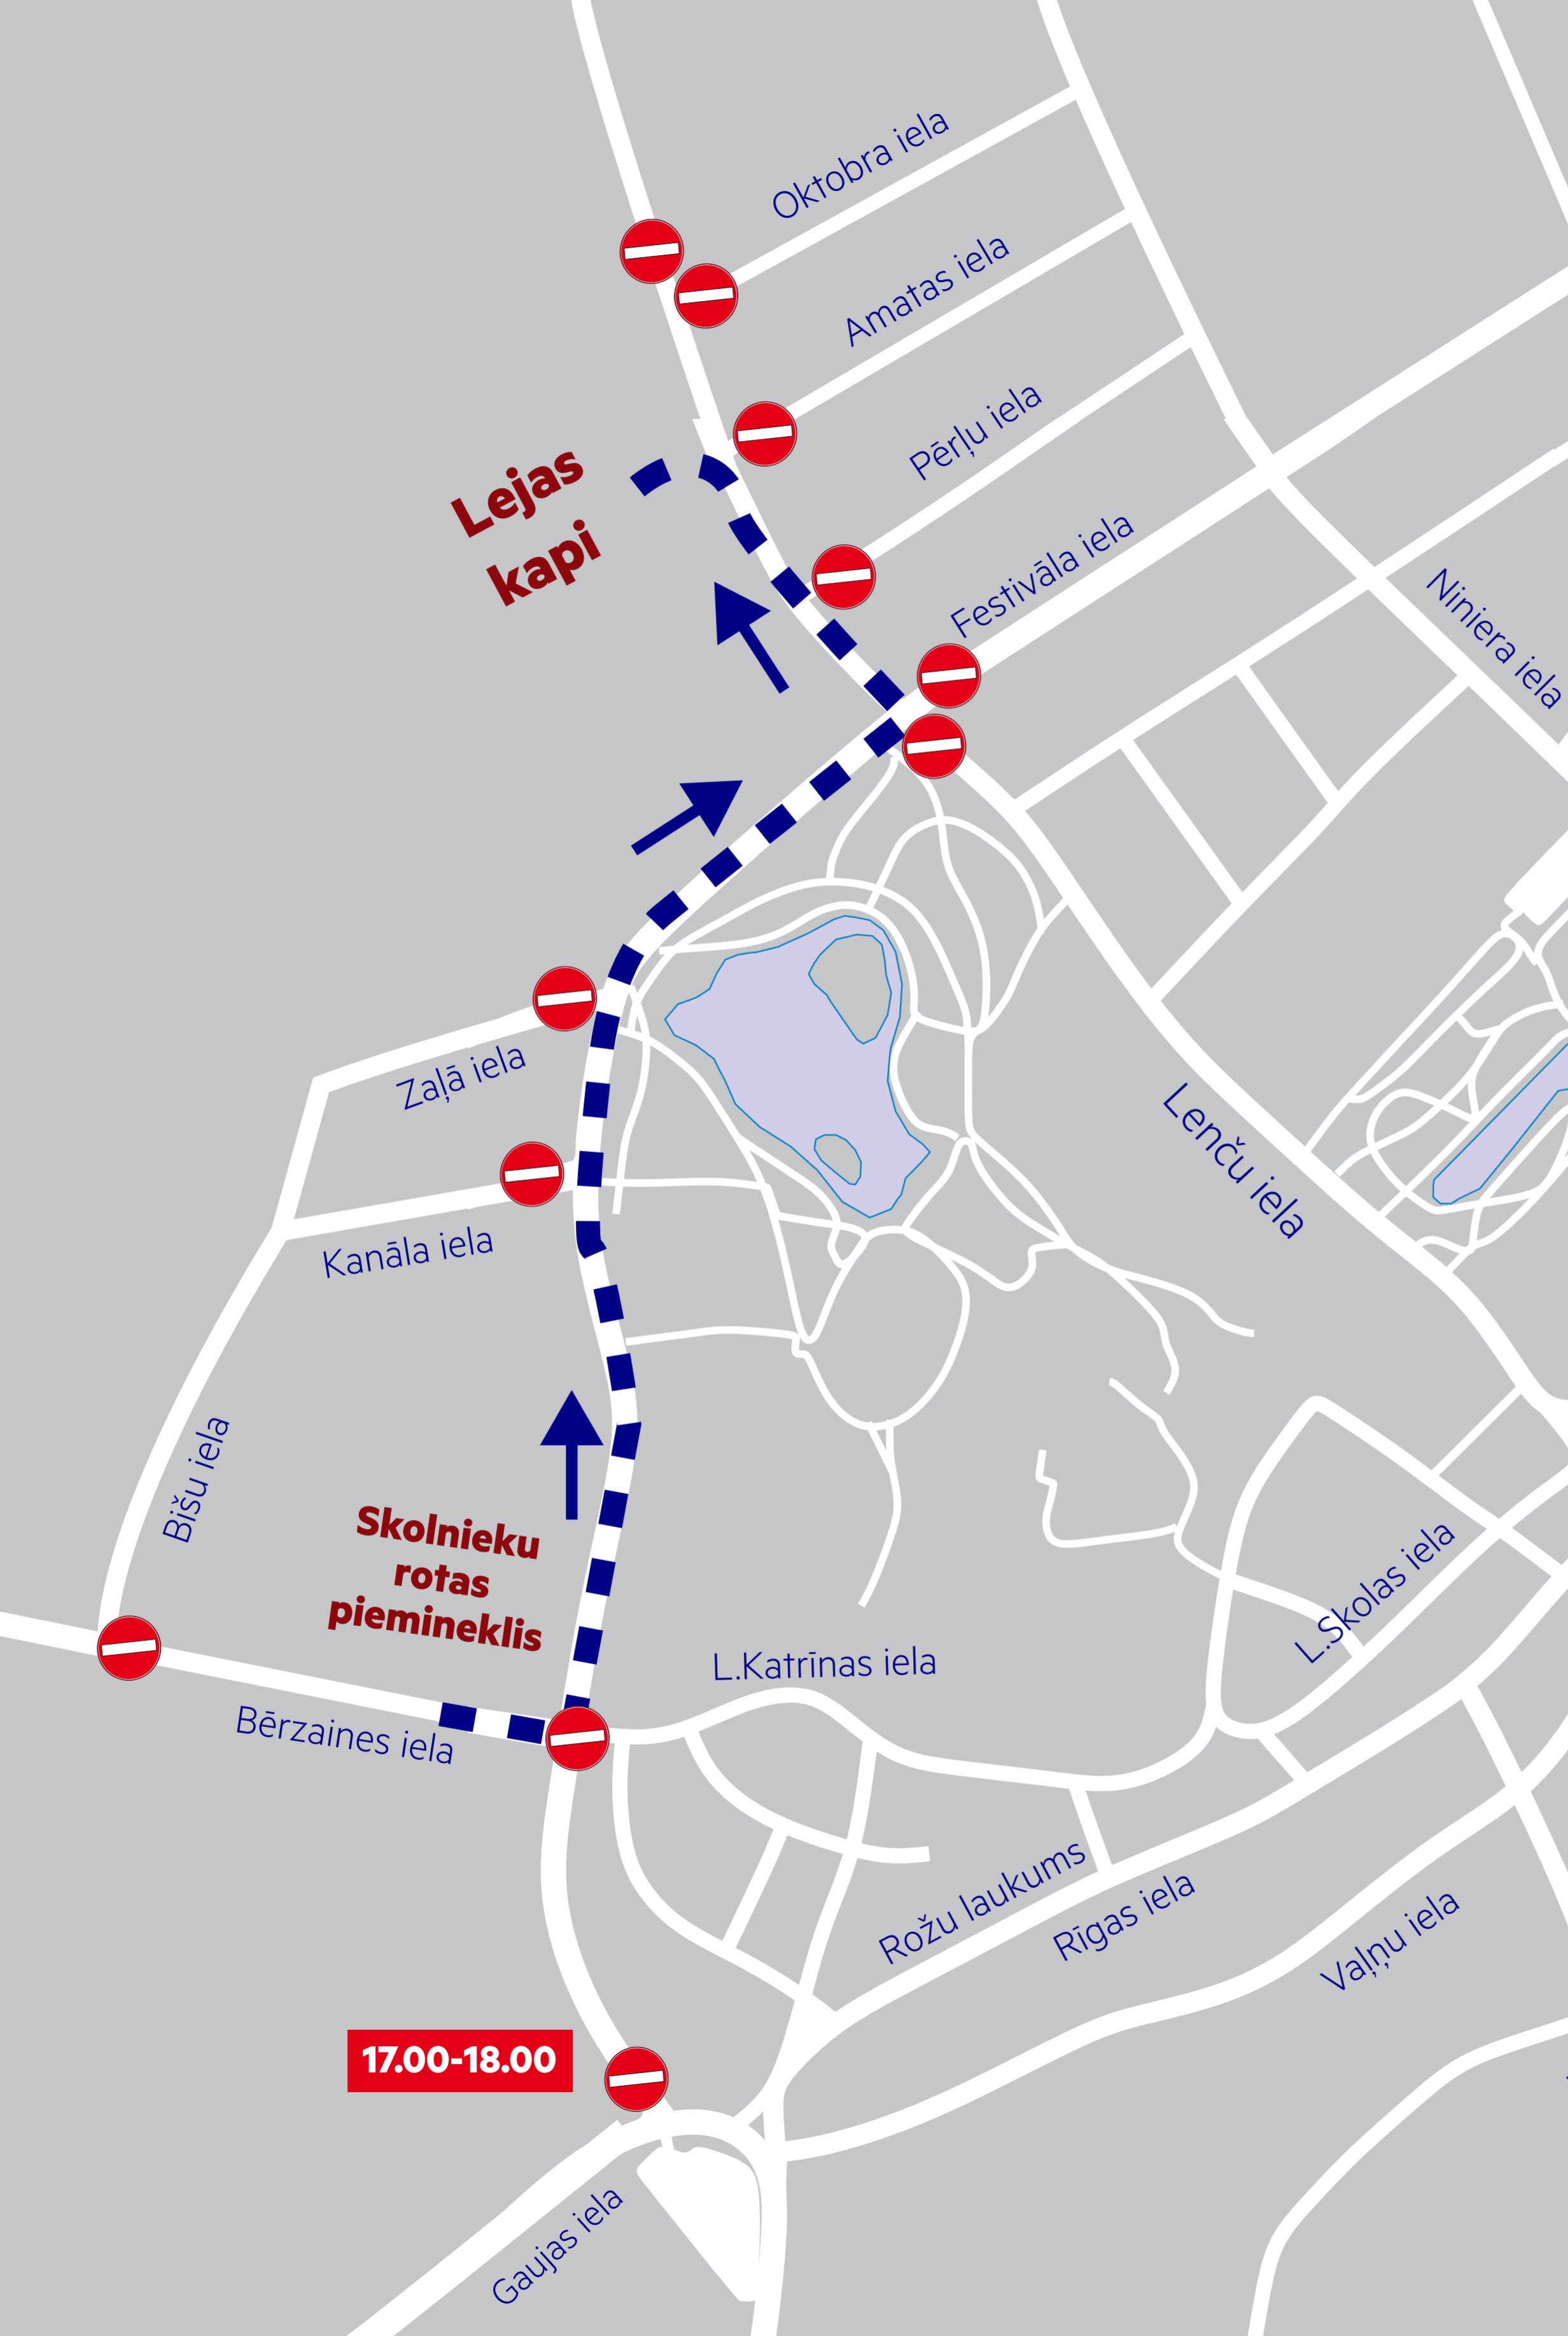 Oktobra iela
Amatas iela
Pērļu iela
Lejas
kapi
Festivāla iela
Niniera iela
Zaļā iela
Lenču iela
Kanāla iela
Bišu iela
Skolnieku
rotas
piemineklis
L.Skolas iela
L.Katrīnas iela
Bērzaines iela
Rožu laukums
Rīgas iela
Vaļņu iela
17.00-18.00
Gaujas iela